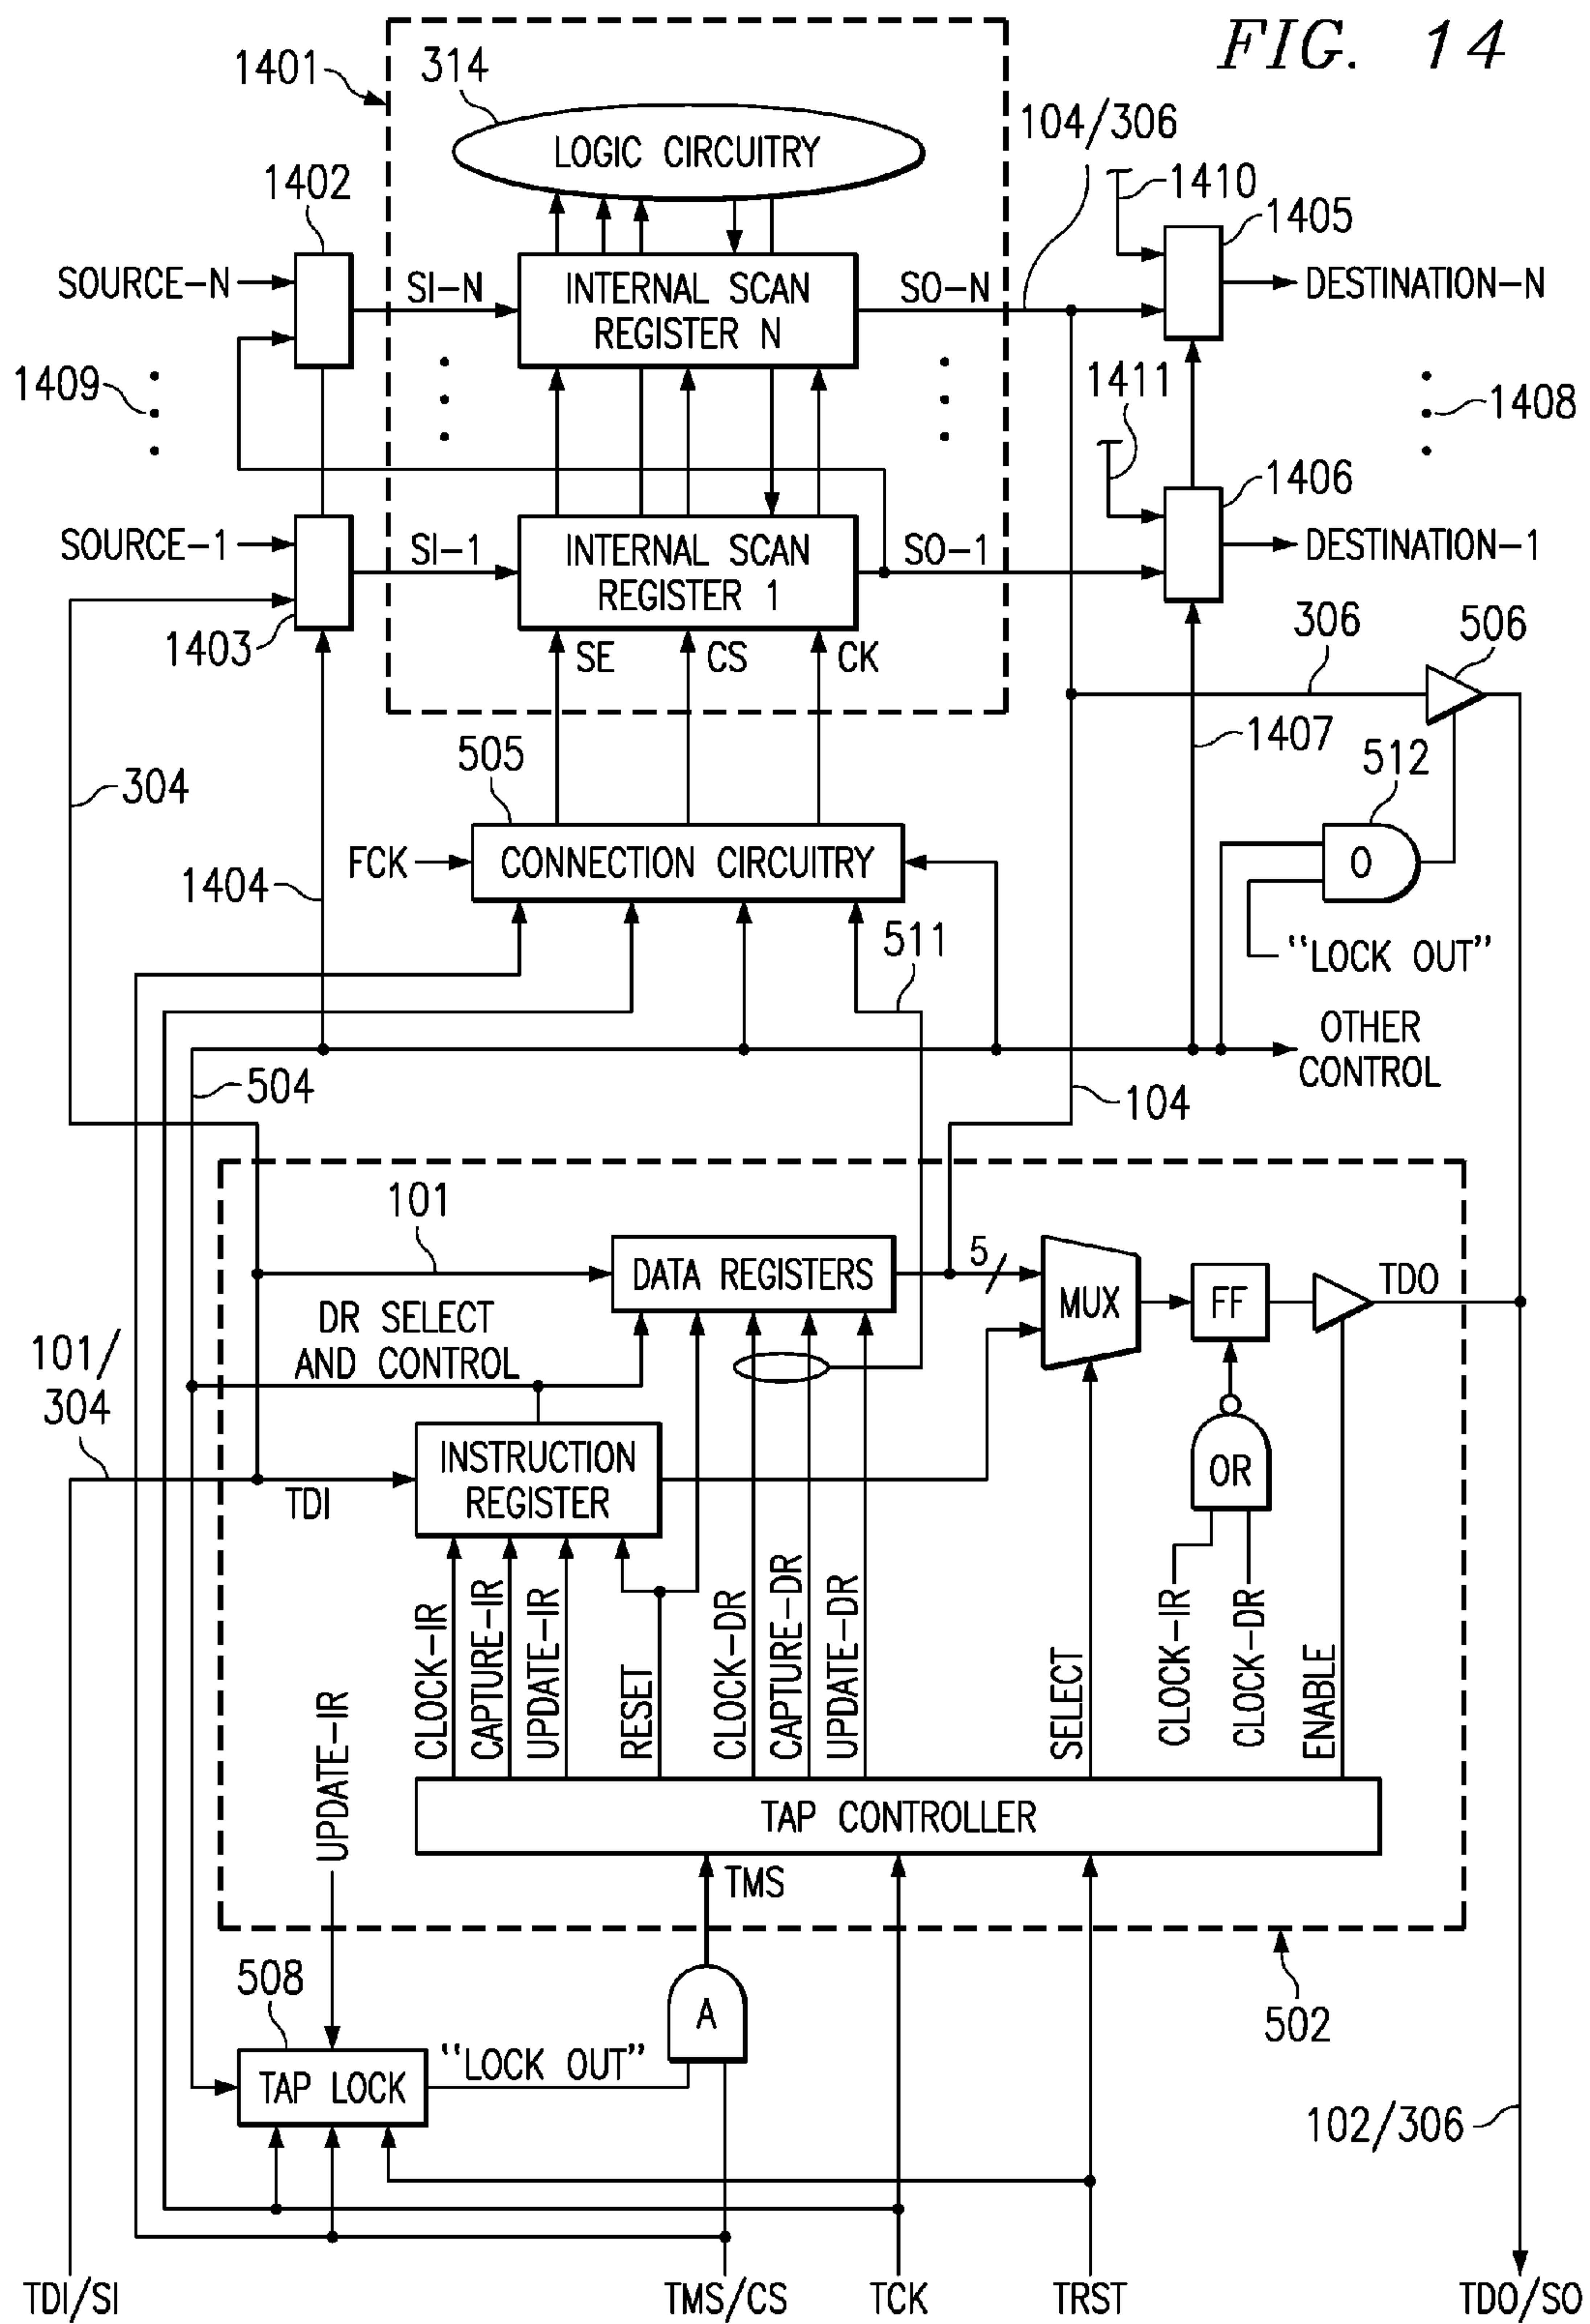 FIG. 14
1401
314
LOGIC CIRCUITRY
104/306
1410
1405
1402
SOURCE-N
SI-N
INTERNAL SCAN
REGISTER N
SO-N
DESTINATION-N
1409
1411
1408
1406
SOURCE-1
SI-1
INTERNAL SCAN
REGISTER 1
SO-1
DESTINATION-1
1403
SE
CS
CK
306
506
304
505
1407
512
FCK
CONNECTION CIRCUITRY
O
1404
511
"LOCK OUT"
OTHER
CONTROL
504
104
101
DATA REGISTERS
5
MUX
FF
TDO
DR SELECT
AND CONTROL
101/
304
INSTRUCTION
REGISTER
TDI
OR
CLOCK-IR
CAPTURE-IR
UPDATE-IR
RESET
CLOCK-DR
CAPTURE-DR
UPDATE-DR
SELECT
CLOCK-IR
CLOCK-DR
ENABLE
UPDATE-IR
TAP CONTROLLER
TMS
508
A
502
TAP LOCK
"LOCK OUT"
102/306
TDI/SI
TMS/CS
TCK
TRST
TDO/SO